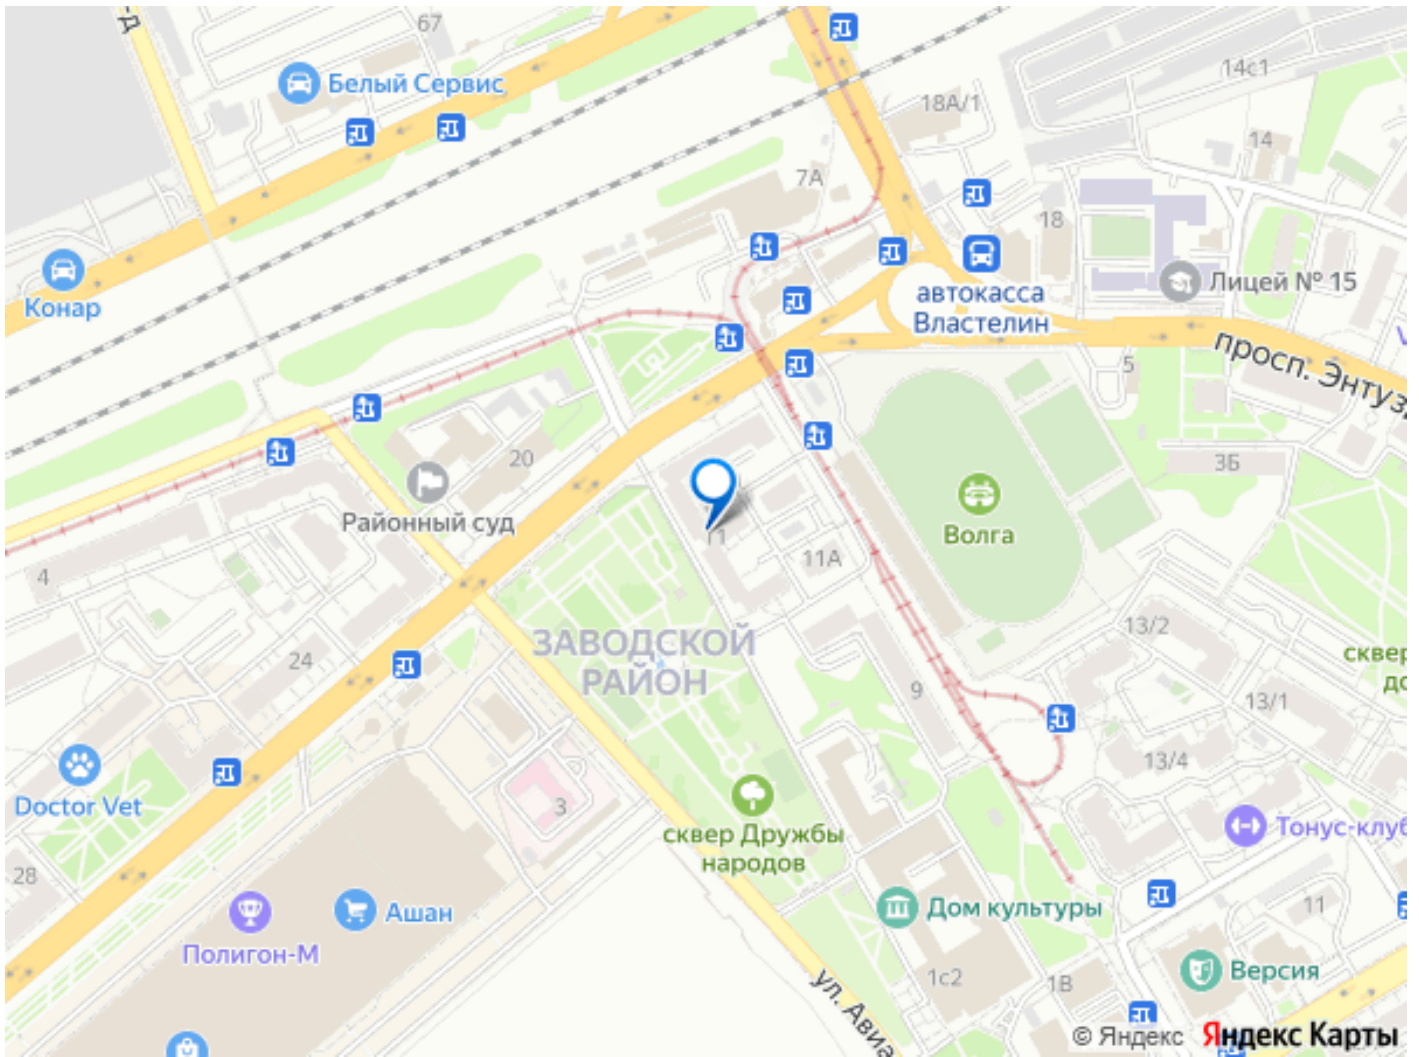 67
Белый Сервис
14с1
18А/1
14
7А
18
Конар
Лицей № 15
автокасса
Властелин
просп. Энтуз
5
3Б
20
Районный суд
Волга
11
11А
4
13/2
ЗАВОДСКОЙ
РАЙОН
24
сквер
до
9
13/1
13/4
Doctor Vet
3
сквер Дружбы
народов
Тонус-клуб
28
Ашан
Полигон-М
Дом культуры
11
1с2
1В
Версия
ул. Авиа
© Яндекс Яндекс Карты